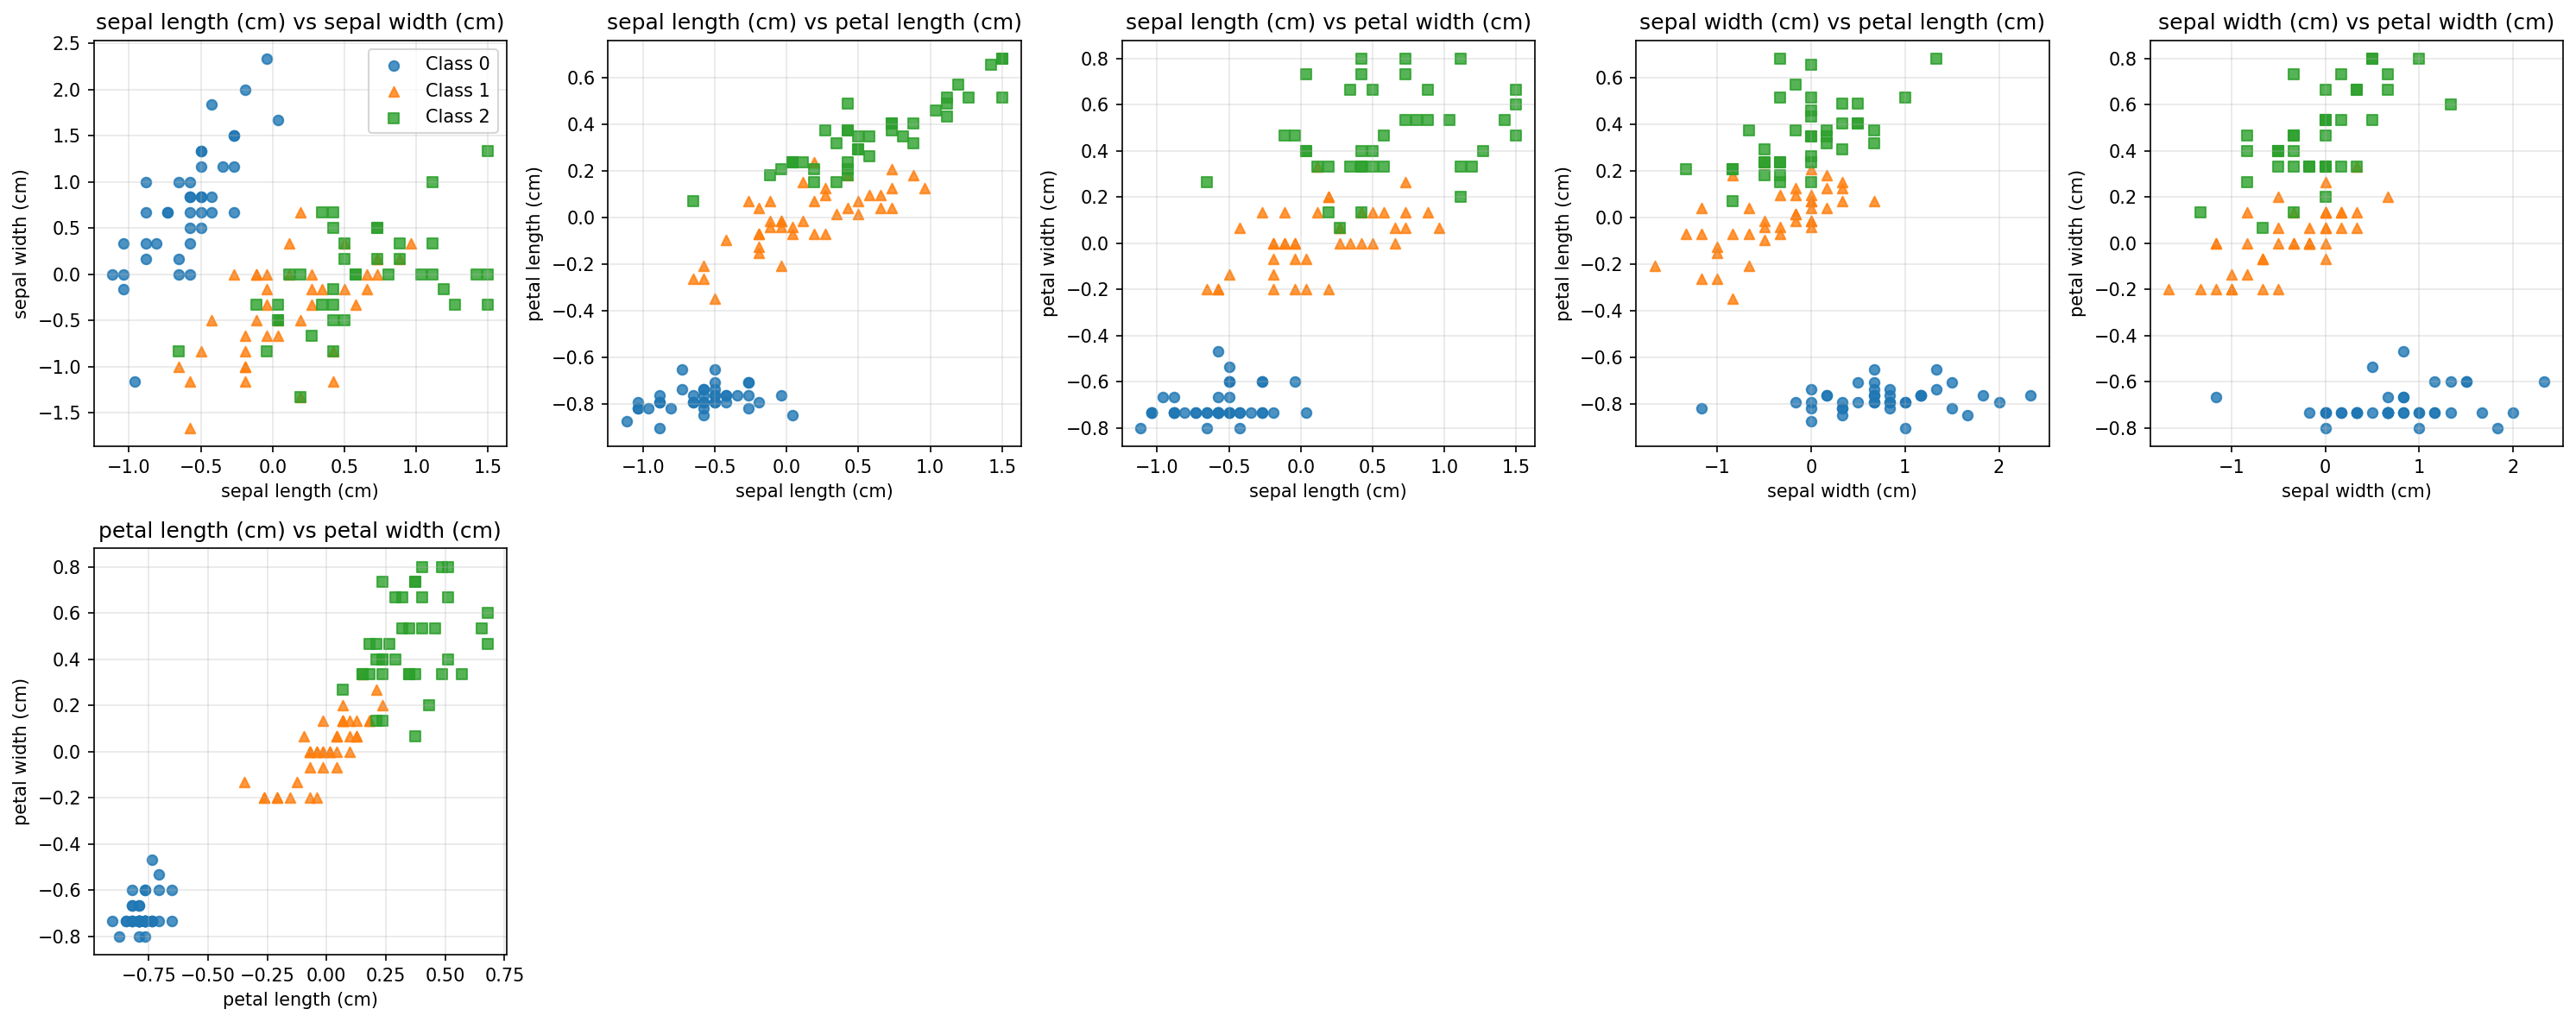 sepal length (cm) vs sepal width (cm)
2.5
2.0
1.5
1.0
0.5
0.0
−0.5
−1.0
−1.5
−1.0 −0.5 0.0 0.5 1.0 1.5
sepal width (cm)
sepal length (cm)
Class 0
Class 1
Class 2
sepal length (cm) vs petal length (cm)
0.6
0.4
0.2
0.0
−0.2
−0.4
−0.6
−0.8
−1.0 −0.5 0.0 0.5 1.0 1.5
petal length (cm)
sepal length (cm)
sepal length (cm) vs petal width (cm)
0.8
0.6
0.4
0.2
0.0
−0.2
−0.4
−0.6
−0.8
−1.0 −0.5 0.0 0.5 1.0 1.5
petal width (cm)
sepal length (cm)
sepal width (cm) vs petal length (cm)
0.6
0.4
0.2
0.0
−0.2
−0.4
−0.6
−0.8
−1 0 1 2
petal length (cm)
sepal width (cm)
sepal width (cm) vs petal width (cm)
0.8
0.6
0.4
0.2
0.0
−0.2
−0.4
−0.6
−0.8
−1 0 1 2
petal width (cm)
sepal width (cm)
petal length (cm) vs petal width (cm)
0.8
0.6
0.4
0.2
0.0
−0.2
−0.4
−0.6
−0.8
−0.75 −0.50 −0.25 0.00 0.25 0.50 0.75
petal width (cm)
petal length (cm)